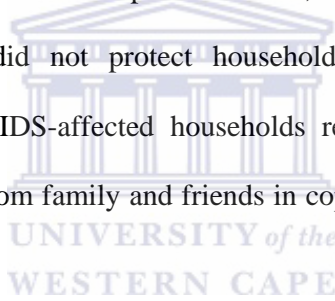 did not protect household
IDS-affected households re
om family and friends in co
UNIVERSITY of the
WESTERN CAPE